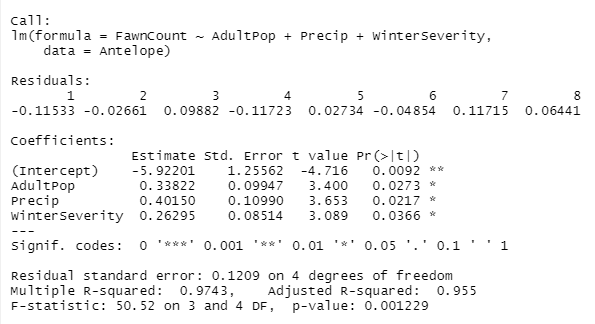 Call:
lm(formula = FawnCount ~ AdultPop + Precip + WinterSeverity,
    data = Antelope)

Residuals:
       1        2        3        4        5        6        7        8
-0.11533 -0.02661  0.09882 -0.11723  0.02734 -0.04854  0.11715  0.06441

Coefficients:
               Estimate Std. Error t value Pr(>|t|)
(Intercept)    -5.92201    1.25562  -4.716   0.0092 **
AdultPop        0.33822    0.09947   3.400   0.0273 *
Precip          0.40150    0.10990   3.653   0.0217 *
WinterSeverity  0.26295    0.08514   3.089   0.0366 *
---
Signif. codes:  0 '***' 0.001 '**' 0.01 '*' 0.05 '.' 0.1 ' ' 1

Residual standard error: 0.1209 on 4 degrees of freedom
Multiple R-squared:  0.9743,    Adjusted R-squared:  0.955
F-statistic: 50.52 on 3 and 4 DF,  p-value: 0.001229